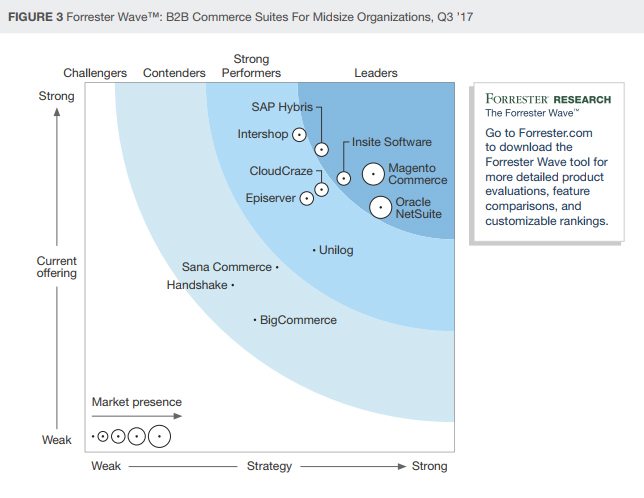 FIGURE 3 Forrester Wave™: B2B Commerce Suites For Midsize Organizations, Q3 '17
Challengers
Contenders
Strong
Performers
Leaders
Strong
Current
offering
Weak
SAP Hybris
Intershop
Insite Software
CloudCraze
Magento
Commerce
Episerver
Oracle
NetSuite
Unilog
Sana Commerce
Handshake
BigCommerce
Market presence
Weak
Strategy
Strong
FORRESTER® RESEARCH
The Forrester Wave™
Go to Forrester.com
to download the
Forrester Wave tool for
more detailed product
evaluations, feature
comparisons, and
customizable rankings.